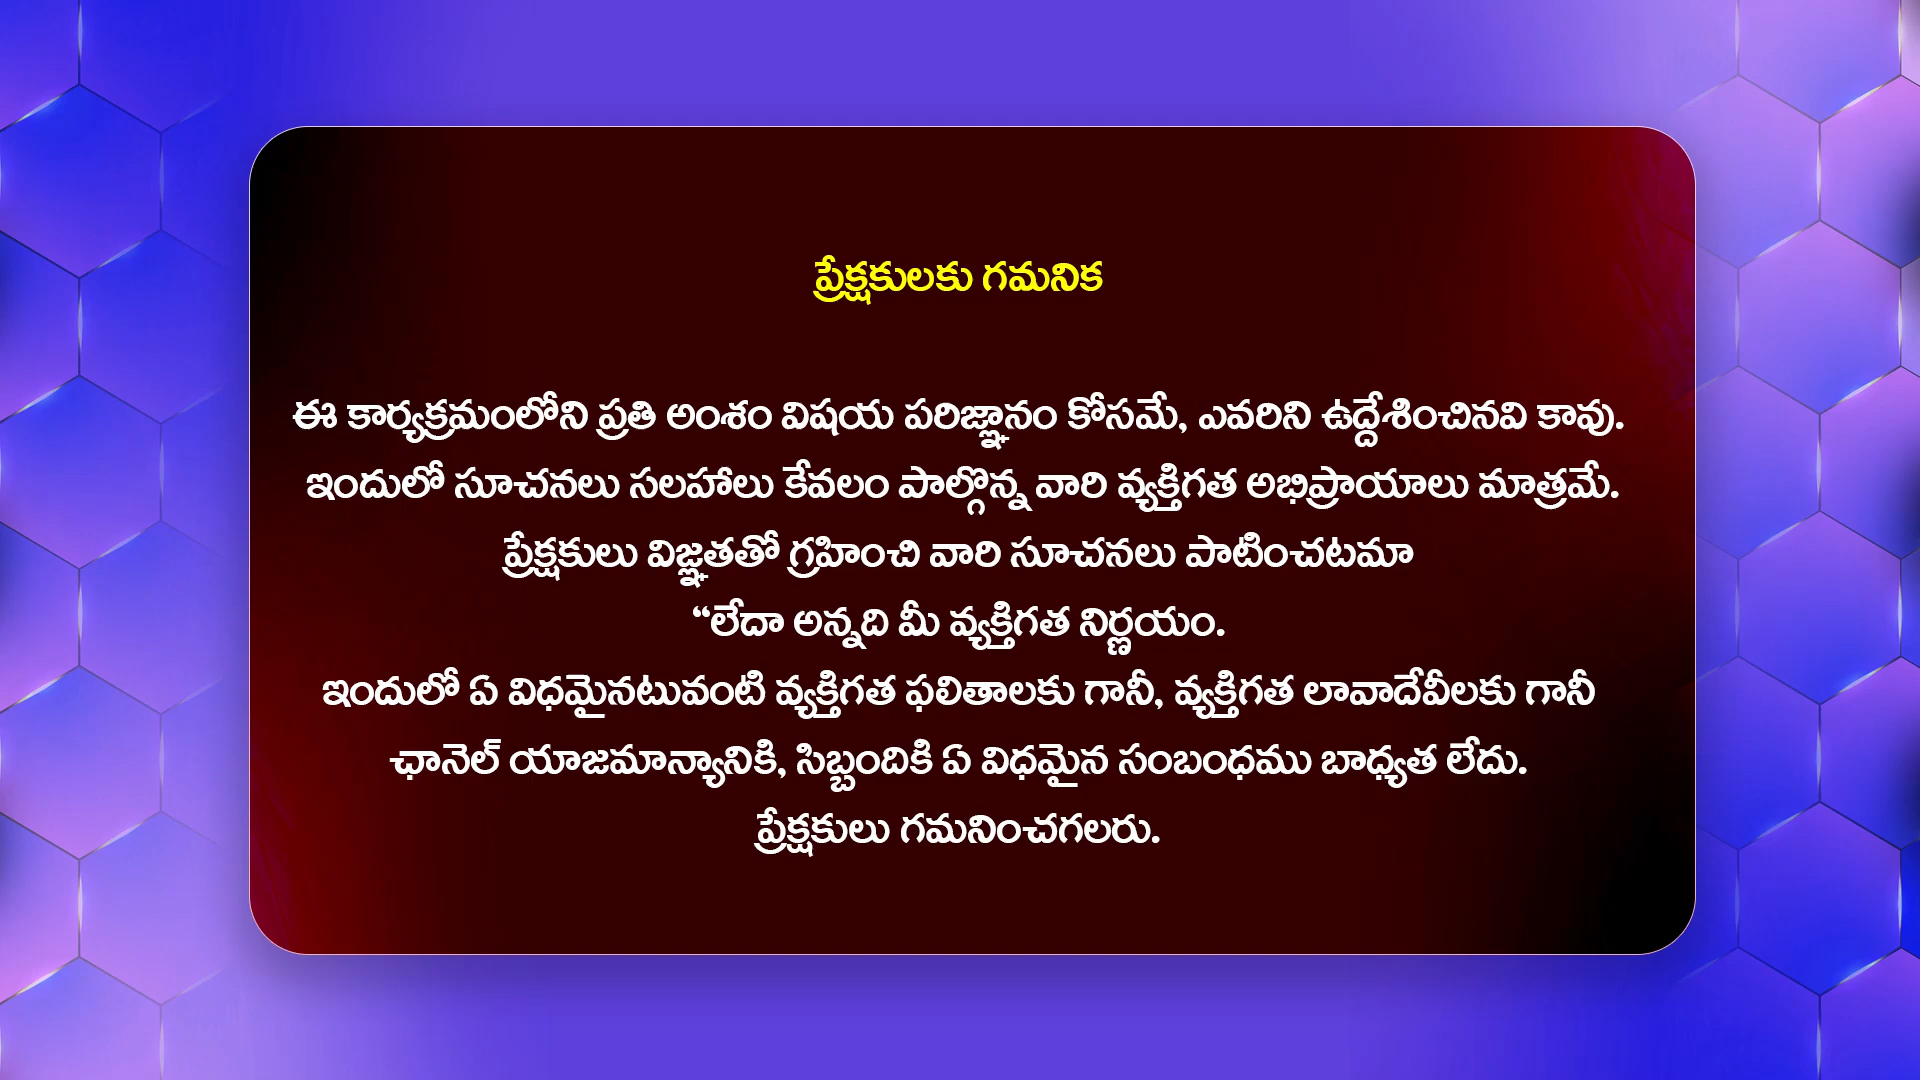 ప్రేక్షకులకు గమనిక
ఈ కార్యక్రమంలోని ప్రతి అంశం విషయ పరిజ్ఞానం కోసమే, ఎవరిని ఉద్దేశించినవి కావు.
ఇందులో సూచనలు సలహాలు కేవలం పాల్గొన్న వారి వ్యక్తిగత అభిప్రాయాలు మాత్రమే.
ప్రేక్షకులు విజ్ఞతతో గ్రహించి వారి సూచనలు పాటించటమా
“లేదా అన్నది మీ వ్యక్తిగత నిర్ణయం.
ఇందులో ఏ విధమైనటువంటి వ్యక్తిగత ఫలితాలకు గానీ, వ్యక్తిగత లావాదేవీలకు గానీ
ఛానెల్ యాజమాన్యానికి, సిబ్బందికి ఏ విధమైన సంబంధము బాధ్యత లేదు.
ప్రేక్షకులు గమనించగలరు.